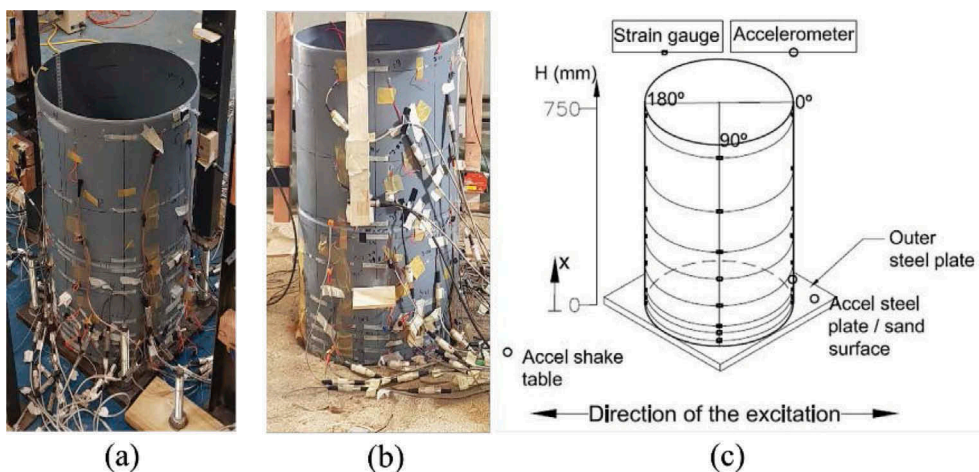 Strain gauge
Accelerometer
H (mm)
750
180º
0º
90º
x
0
Outer
steel plate
Accel steel
plate / sand
surface
Accel shake
table
Direction of the excitation
(a)
(b)
(c)